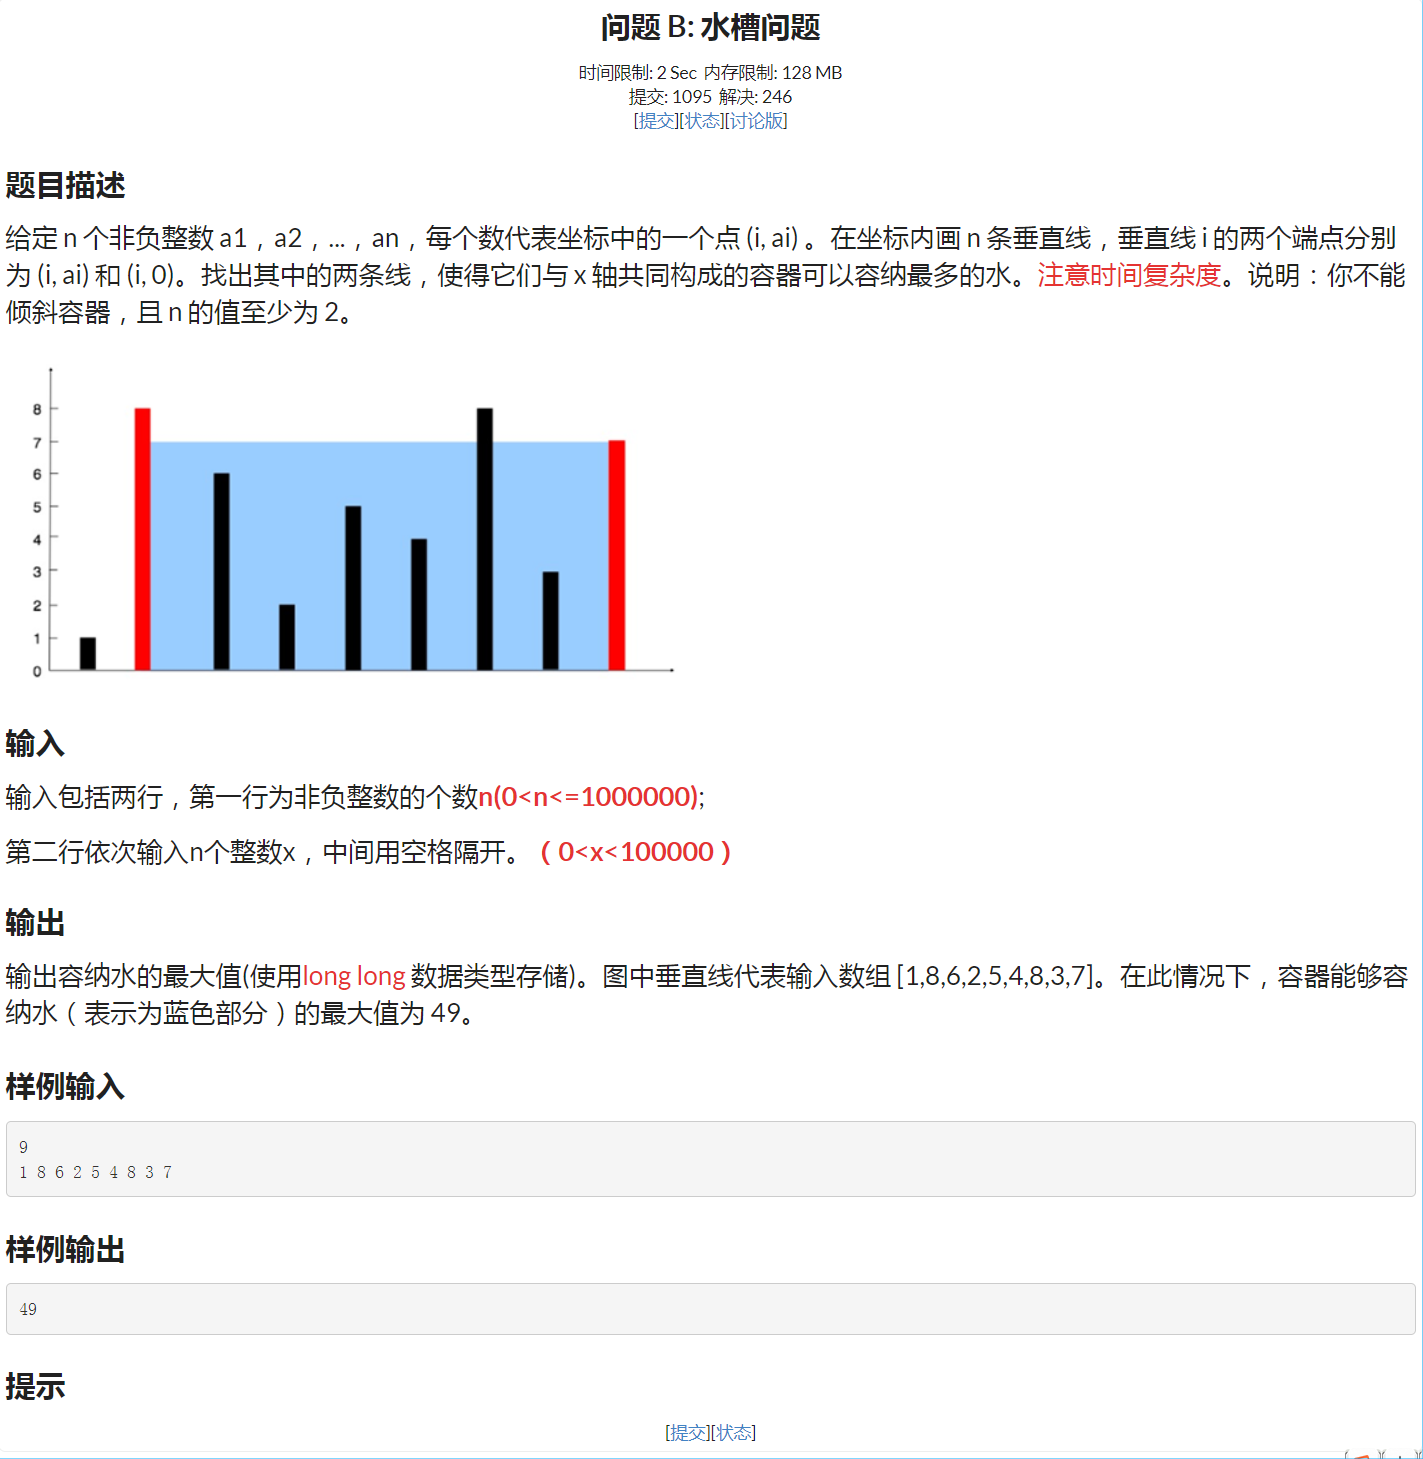 问题 B: 水槽问题
时间限制: 2 Sec 内存限制: 128 MB
提交: 1095 解决: 246
[提交][状态][讨论版]
题目描述
给定 n 个非负整数 a1，a2，...，an，每个数代表坐标中的一个点 (i, ai) 。在坐标内画 n 条垂直线，垂直线 i 的两个端点分别
为 (i, ai) 和 (i, 0)。找出其中的两条线，使得它们与 x 轴共同构成的容器可以容纳最多的水。注意时间复杂度。说明：你不能
倾斜容器，且 n 的值至少为 2。
8
7
6
5
4
3
2
1
0
输入
输入包括两行，第一行为非负整数的个数n(0<n<=1000000);
第二行依次输入n个整数x，中间用空格隔开。（0<x<100000）
输出
输出容纳水的最大值(使用long long 数据类型存储)。图中垂直线代表输入数组 [1,8,6,2,5,4,8,3,7]。在此情况下，容器能够容
纳水（表示为蓝色部分）的最大值为 49。
样例输入
9
1 8 6 2 5 4 8 3 7
样例输出
49
提示
[提交][状态]